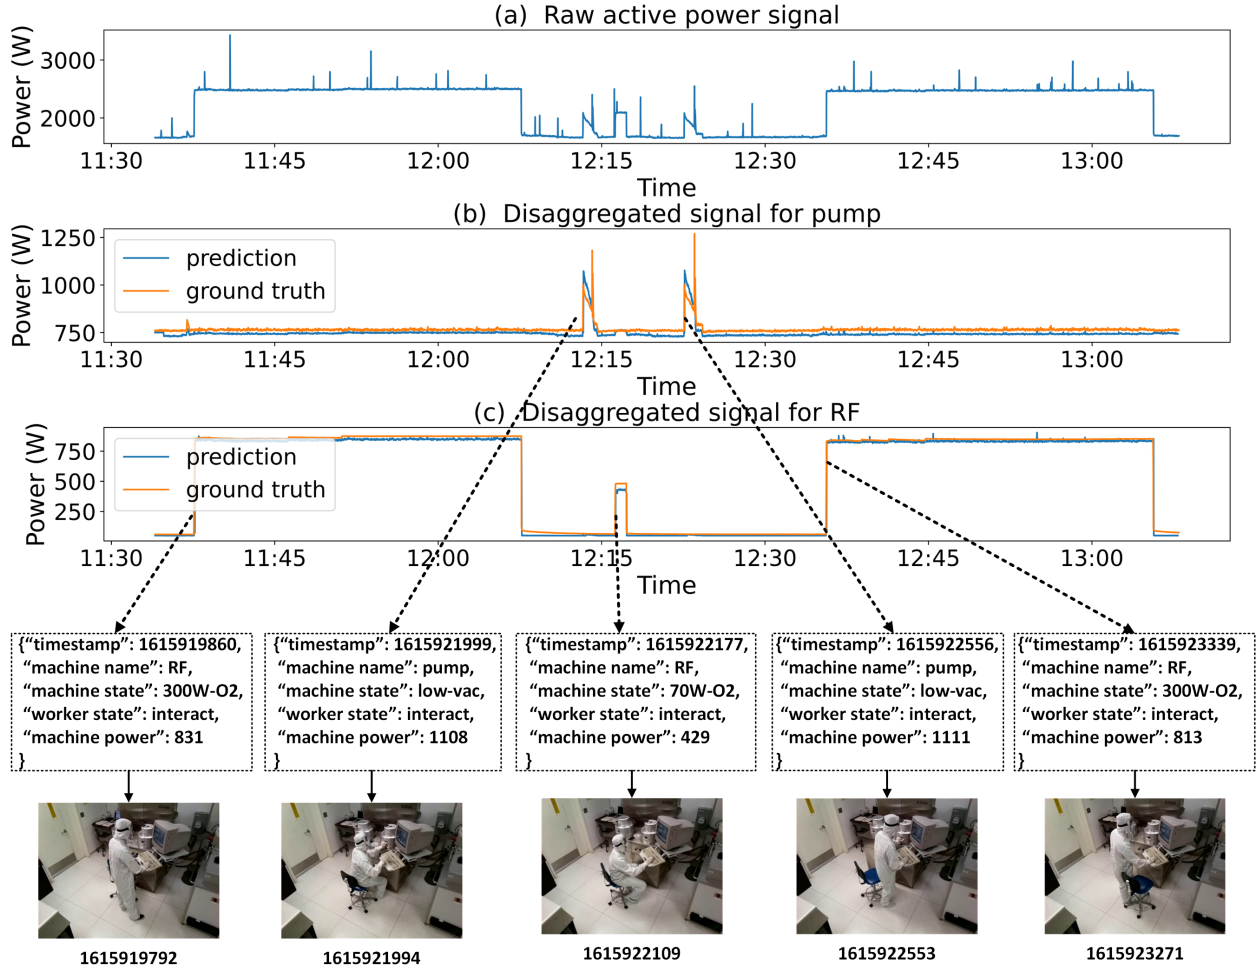 (a) Raw active power signal
Power (W)
3000
2000
11:30 11:45 12:00 12:15 12:30 12:45 13:00
Time
(b) Disaggregated signal for pump
Power (W)
1250
1000
750
prediction
ground truth
11:30 11:45 12:00 12:15 12:30 12:45 13:00
Time
(c) Disaggregated signal for RF
Power (W)
750
500
250
prediction
ground truth
11:30 11:45 12:00 12:15 12:30 12:45 13:00
Time
{“timestamp”: 1615919860,
“machine name”: RF,
“machine state”: 300W-O2,
“worker state”: interact,
“machine power”: 831
}
{“timestamp”: 1615921999,
“machine name”: pump,
“machine state”: low-vac,
“worker state”: interact,
“machine power”: 1108
}
{“timestamp”: 1615922177,
“machine name”: RF,
“machine state”: 70W-O2,
“worker state”: interact,
“machine power”: 429
}
{“timestamp”: 1615922556,
“machine name”: pump,
“machine state”: low-vac,
“worker state”: interact,
“machine power”: 1111
}
{“timestamp”: 1615923339,
“machine name”: RF,
“machine state”: 300W-O2,
“worker state”: interact,
“machine power”: 813
}
1615919792
1615921994
1615922109
1615922553
1615923271